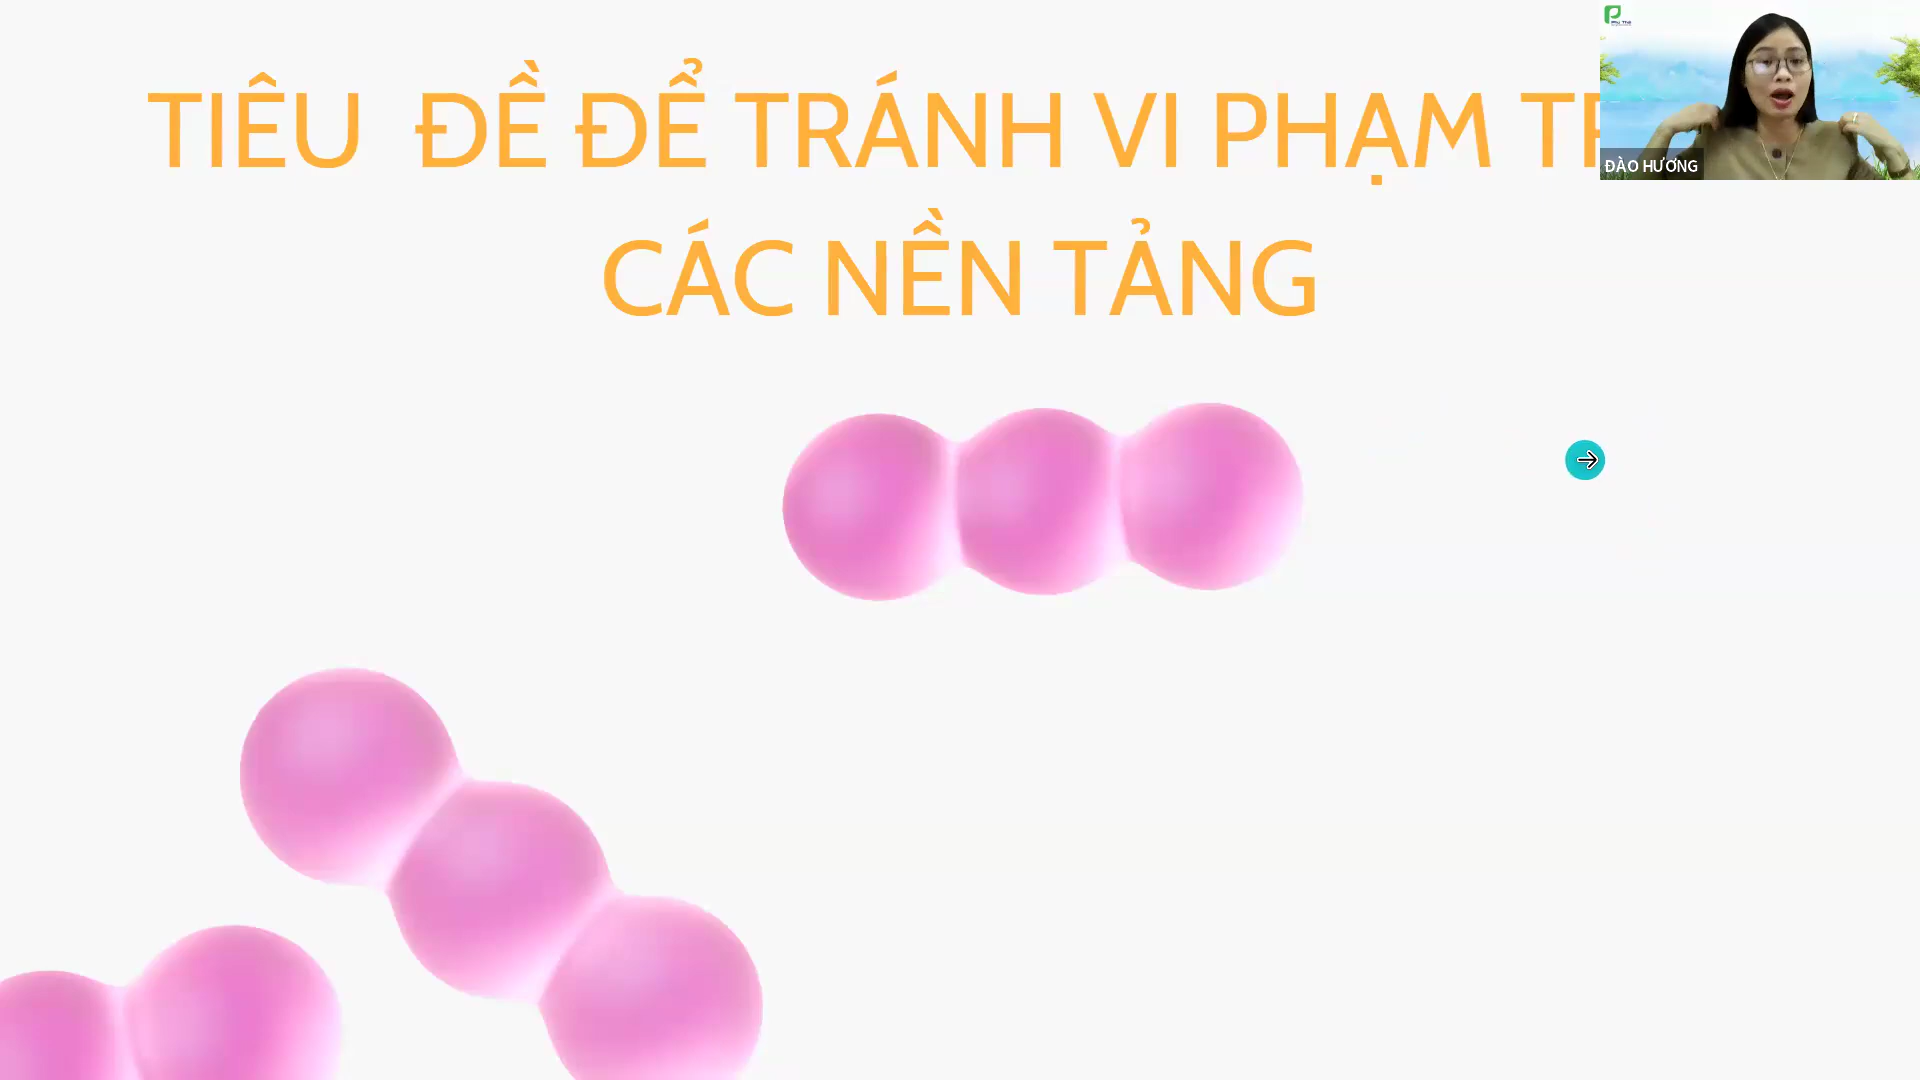 TIÊU ĐỀ ĐỂ TRÁNH VI PHẠM
CÁC NỀN TẢNG
ĐÀO HƯƠNG